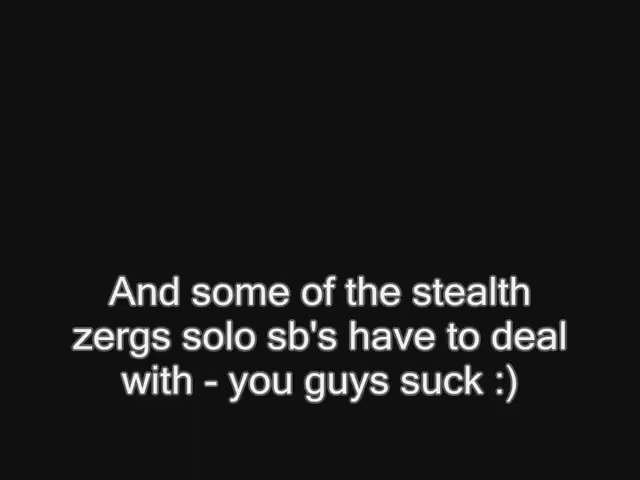 And some of the stealth
zergs solo sb's have to deal
with - you guys suck :)